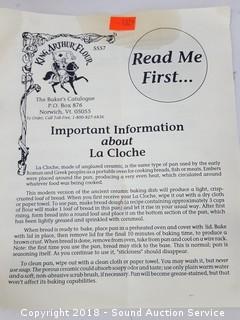 KING ARTHUR FLOUR
5557
Read Me
First...
The Baker's Catalogue
P.O. Box 876
Norwich, Vt. 05055
To Order, Call Toll Free, 1-800-827-6836
Important Information
about
La Cloche
La Cloche, made of unglazed ceramic, is the same type of pan used by the early
Roman and Greek peoples as a portable oven for cooking breads, fish or meats. Embers
were placed around the pan, producing a very even heat, which circulated around
whatever food was being cooked.
This modern version of the ancient ceramic baking dish will produce a light, crisp-
crusted loaf of bread. When you first receive your La Cloche, wipe it out with a dry cloth
or paper towel. To use pan, make bread dough (a recipe containing approximately 3 cups
of flour will make 1 loaf of bread in this pan) and let it rise in your usual way. After first
rising, form bread into a round loaf and place it on the bottom section of the pan, which
has been lightly greased and sprinkled with cornmeal.
When bread is ready to bake, place pan in a preheated oven and cover with lid. Bake
with lid in place, then remove lid for the final 10 minutes of baking time, to produce a
brown crust. When bread is done, remove from oven, take from pan and cool on a wire rack.
Note: the first time you use the pan, bread may stick to the base. This is normal; pan is
seasoning itself. As you continue to use it, "stickiness" should disappear.
To clean pan, wipe out with a clean cloth or paper towel. You may wash it, but never
use soap. The porous ceramic could absorb soapy odor and taste; use only plain warm water
and a soft, non-abrasive scrub brush, if necessary. Pan will become grease-stained, but that
won't affect its baking capabilities.
Copyright 2018 - Sound Auction Service